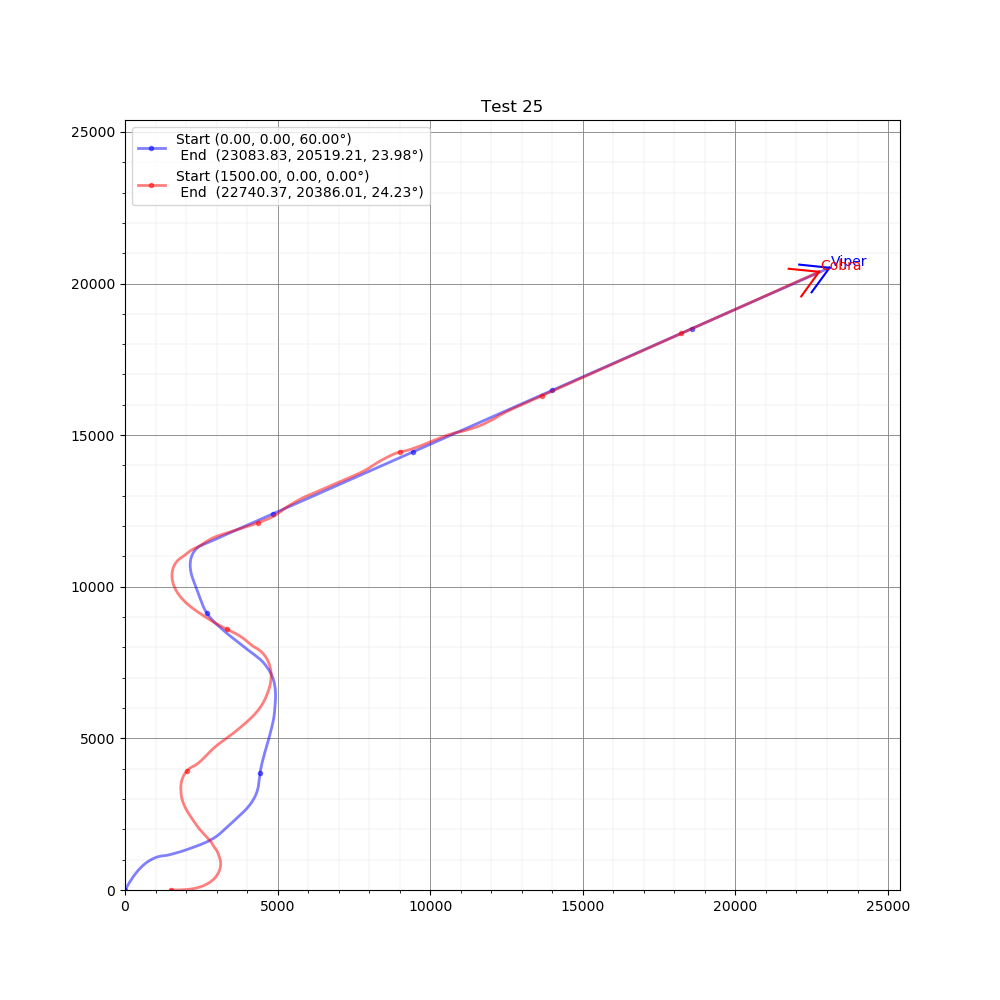 Test 25
Start (0.00, 0.00, 60.00°)
End (23083.83, 20519.21, 23.98°)
Start (1500.00, 0.00, 0.00°)
End (22740.37, 20386.01, 24.23°)
25000
20000
15000
10000
5000
0
Viper
Cobra
0 5000 10000 15000 20000 25000